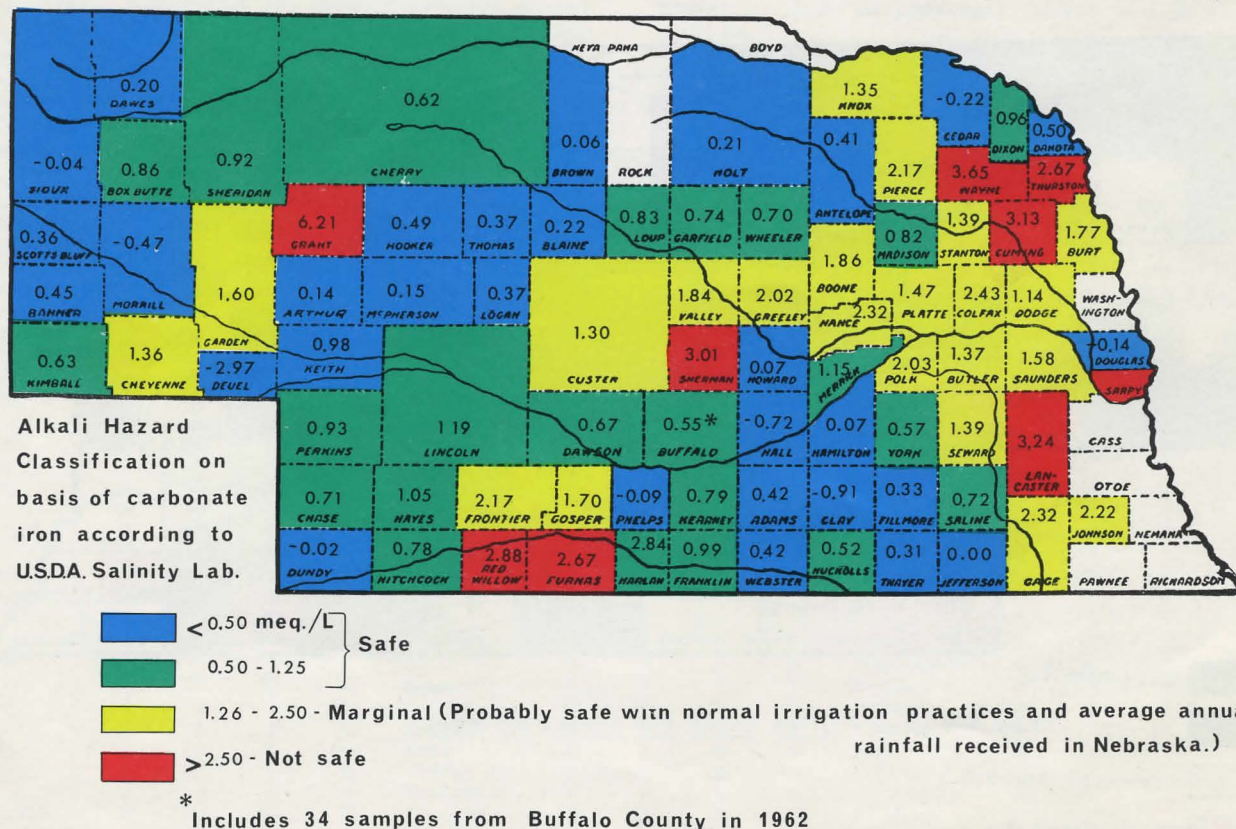 KEYA PAHA
BOYD
0.20
DAWES
0.62
CHERRY
1.35
KNOX
-0.22
CEDAR
0.96
DIXON
0.50
DAKOTA
-0.04
SIOUX
0.86
BOX BUTTE
0.92
SHERIDAN
0.06
BROWN
ROCK
0.21
HOLT
0.41
ANTELOPE
2.17
PIERCE
3.65
WAYNE
2.67
THURSTON
0.36
SCOTTS BLUFF
-0.47
MORRILL
6.21
GRANT
0.49
HOOKER
0.37
THOMAS
0.22
BLAINE
0.83
LOUP
0.74
GARFIELD
0.70
WHEELER
0.82
MADISON
1.39
STANTON
3.13
CUMING
1.77
BURT
0.45
BANNER
1.60
GARDEN
0.14
ARTHUR
0.15
McPHERSON
0.37
LOGAN
1.30
CUSTER
1.84
VALLEY
2.02
GREELEY
1.86
BOONE
2.32
NANCE
1.47
PLATTE
2.43
COLFAX
1.14
DODGE
WASH-
INGTON
0.63
KIMBALL
1.36
CHEYENNE
-2.97
DEUEL
0.98
KEITH
3.01
SHERMAN
0.07
HOWARD
1.15
MERRICK
2.03
POLK
1.37
BUTLER
1.58
SAUNDERS
-0.14
DOUGLAS
SARPY
0.93
PERKINS
1.19
LINCOLN
0.67
DAWSON
0.55*
BUFFALO
-0.72
HALL
0.07
HAMILTON
0.57
YORK
1.39
SEWARD
3.24
LAN-
CASTER
CASS
OTOE
0.71
CHASE
1.05
HAYES
2.17
FRONTIER
1.70
GOSPER
-0.09
PHELPS
0.79
KEARNEY
0.42
ADAMS
-0.91
CLAY
0.33
FILLMORE
0.72
SALINE
2.32
GAGE
2.22
JOHNSON
NEMAHA
-0.02
DUNDY
0.78
HITCHCOCK
2.88
RED
WILLOW
2.67
FURNAS
2.84
HARLAN
0.99
FRANKLIN
0.42
WEBSTER
0.52
NUCKOLLS
0.31
THAYER
0.00
JEFFERSON
PAWNEE
RICHARDSON
Alkali Hazard
Classification on
basis of carbonate
iron according to
U.S.D.A. Salinity Lab.
<0.50 meq./L
Safe
0.50 - 1.25
1.26 - 2.50 - Marginal (Probably safe with normal irrigation practices and average annua
rainfall received in Nebraska.)
>2.50 - Not safe
*Includes 34 samples from Buffalo County in 1962